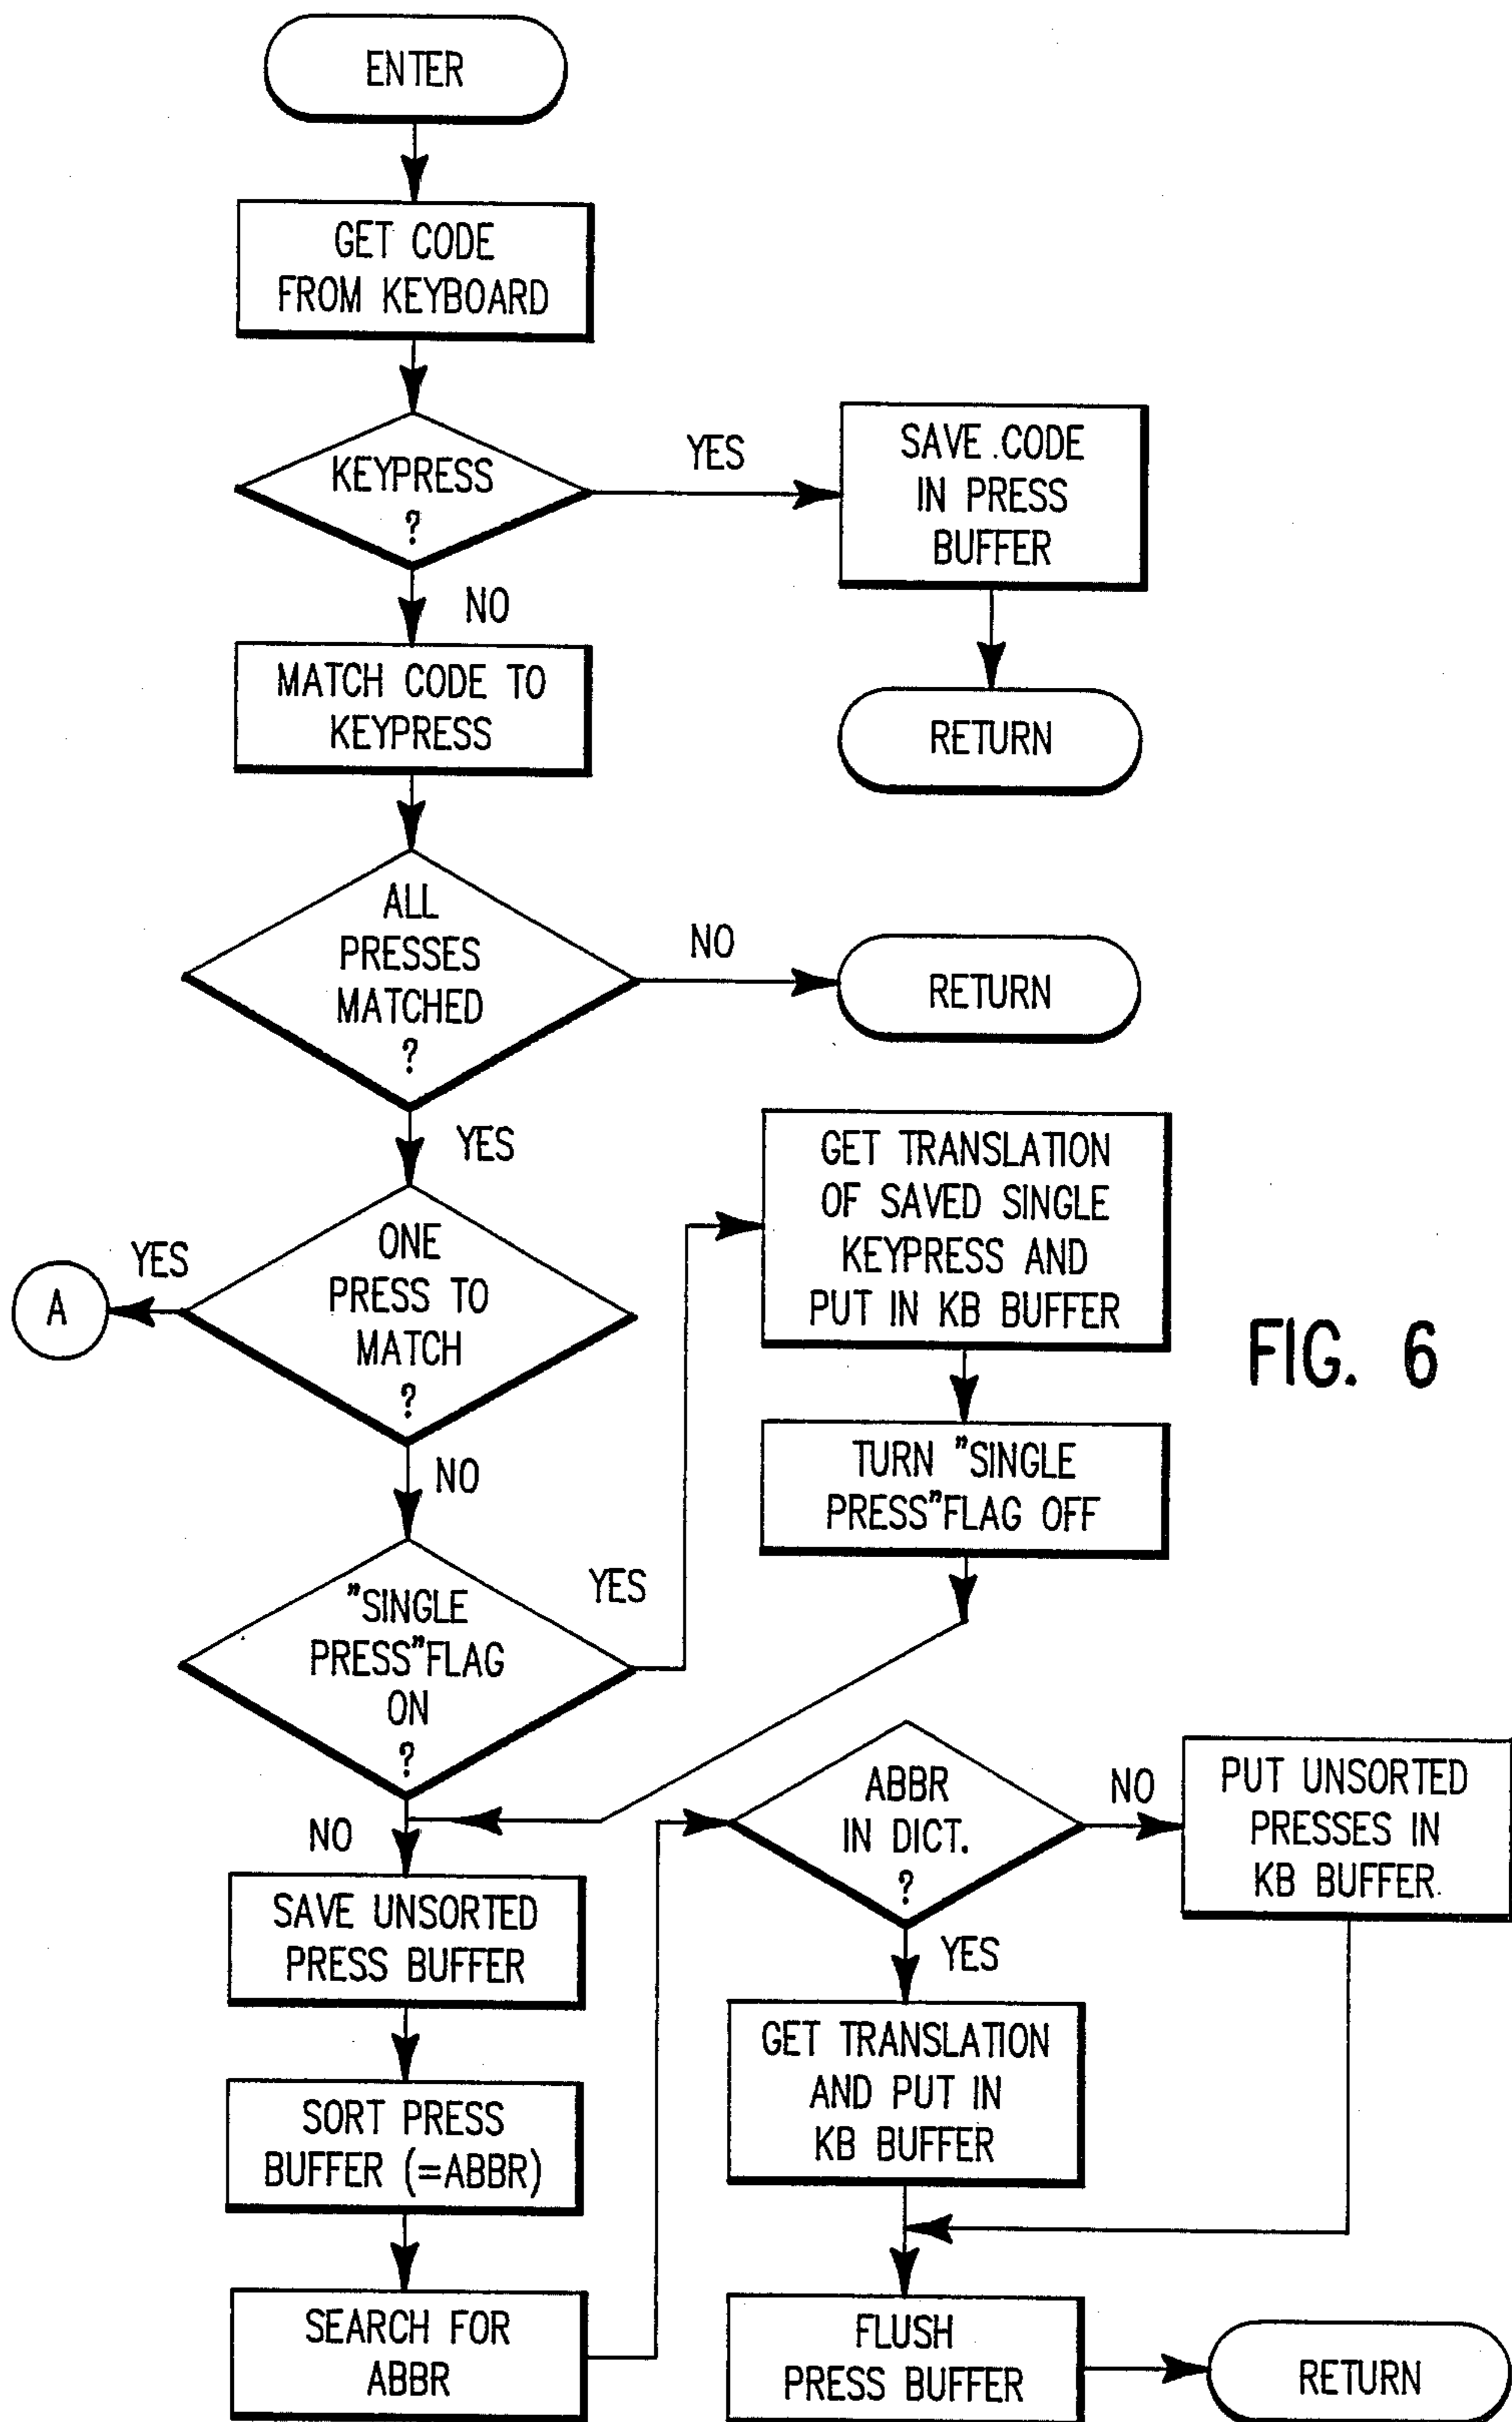 ENTER
GET CODE
FROM KEYBOARD
KEYPRESS
?
YES
SAVE CODE
IN PRESS
BUFFER
RETURN
NO
MATCH CODE TO
KEYPRESS
ALL
PRESSES
MATCHED
?
NO
RETURN
YES
ONE
PRESS TO
MATCH
?
YES
A
NO
"SINGLE
PRESS"FLAG
ON
?
YES
GET TRANSLATION
OF SAVED SINGLE
KEYPRESS AND
PUT IN KB BUFFER
TURN "SINGLE
PRESS"FLAG OFF
FIG. 6
NO
SAVE UNSORTED
PRESS BUFFER
SORT PRESS
BUFFER (=ABBR)
SEARCH FOR
ABBR
ABBR
IN DICT.
?
NO
PUT UNSORTED
PRESSES IN
KB BUFFER
YES
GET TRANSLATION
AND PUT IN
KB BUFFER
FLUSH
PRESS BUFFER
RETURN